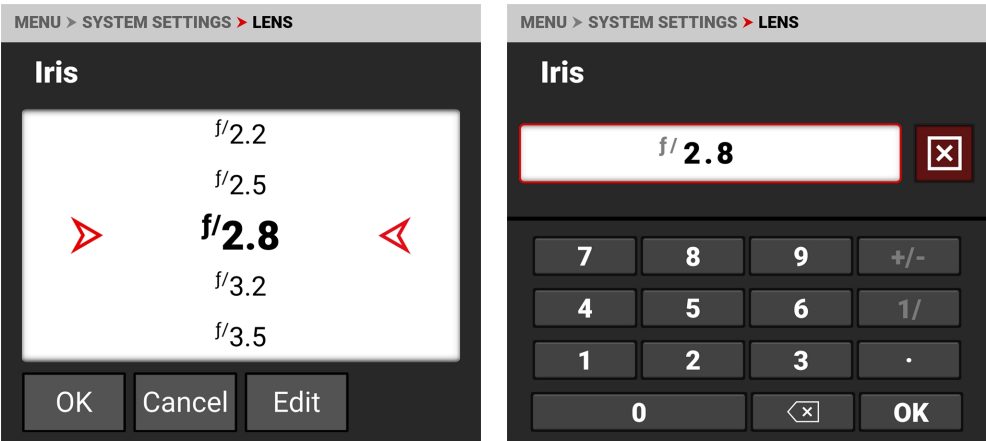 MENU > SYSTEM SETTINGS > LENS
Iris
ƒ/2.2
ƒ/2.5
ƒ/2.8
ƒ/3.2
ƒ/3.5
OK Cancel Edit
MENU > SYSTEM SETTINGS > LENS
Iris
ƒ/ 2.8
7 8 9 +/-
4 5 6 1/
1 2 3 .
0 OK